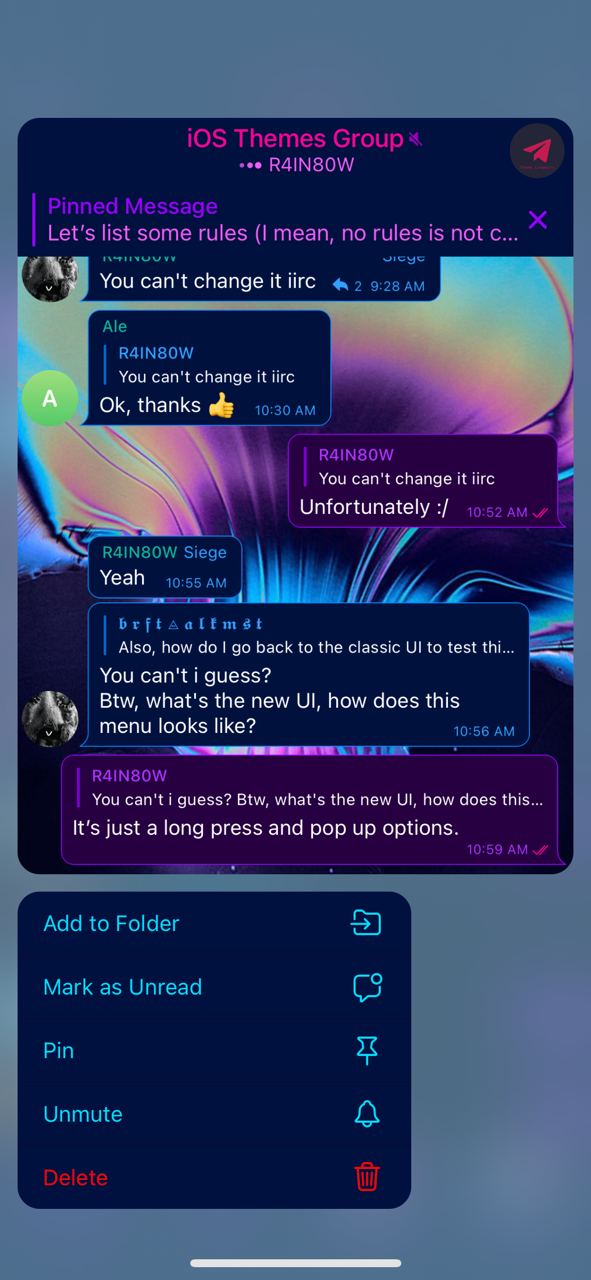 iOS Themes Group
R4IN80W
Pinned Message
Let’s list some rules (I mean, no rules is not c...
R4IN80W Siege
You can't change it iirc 2 9:28 AM
Ale
R4IN80W
You can't change it iirc
A
Ok, thanks 👍 10:30 AM
R4IN80W
You can't change it iirc
Unfortunately :/ 10:52 AM
R4IN80W Siege
Yeah 10:55 AM
𝖇𝖗𝖋𝖙◬𝖆𝖑𝖐𝖒𝖘𝖙
Also, how do I go back to the classic UI to test thi...
You can't i guess?
Btw, what's the new UI, how does this
menu looks like? 10:56 AM
R4IN80W
You can't i guess? Btw, what's the new UI, how does this...
It’s just a long press and pop up options.
10:59 AM
Add to Folder
Mark as Unread
Pin
Unmute
Delete